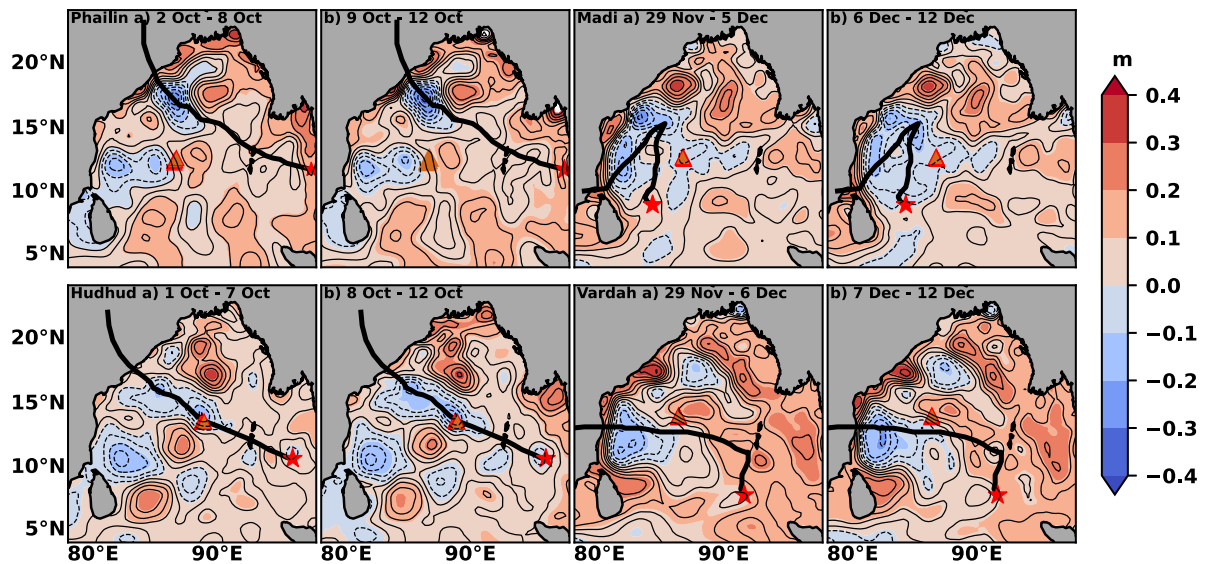 Phailin a) 2 Oct - 8 Oct
b) 9 Oct - 12 Oct
Madi a) 29 Nov - 5 Dec
b) 6 Dec - 12 Dec
m
20°N
15°N
10°N
5°N
0.4
0.3
0.2
0.1
0.0
−0.1
−0.2
−0.3
−0.4
Hudhud a) 1 Oct - 7 Oct
b) 8 Oct - 12 Oct
Vardah a) 29 Nov - 6 Dec
b) 7 Dec - 12 Dec
20°N
15°N
10°N
5°N
80°E
90°E
80°E
90°E
80°E
90°E
80°E
90°E